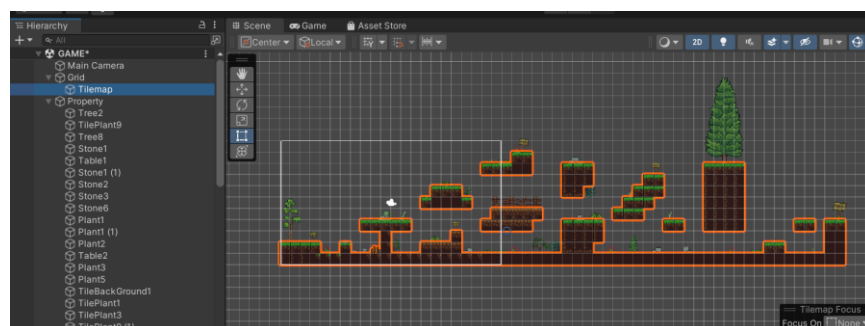 Hierarchy
All
GAME*
Main Camera
Grid
Tilemap
Property
Tree2
TilePlant9
Tree8
Stone1
Table1
Stone1 (1)
Stone2
Stone3
Stone6
Plant1
Plant1 (1)
Plant2
Table2
Plant3
Plant5
TileBackGround1
TilePlant1
TilePlant3
Scene Game Asset Store
Center Local 2D
Tilemap Focus
Focus On None